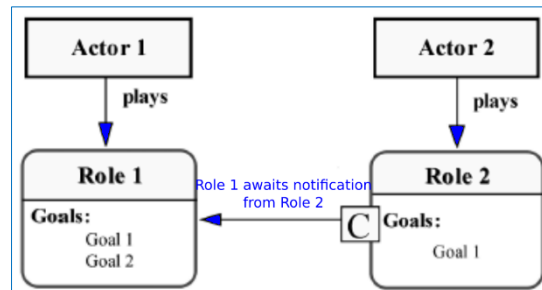 Actor 1
Actor 2
plays
plays
Role 1
Role 2
Role 1 awaits notification
from Role 2
Goals:
Goal 1
Goal 2
C
Goals:
Goal 1